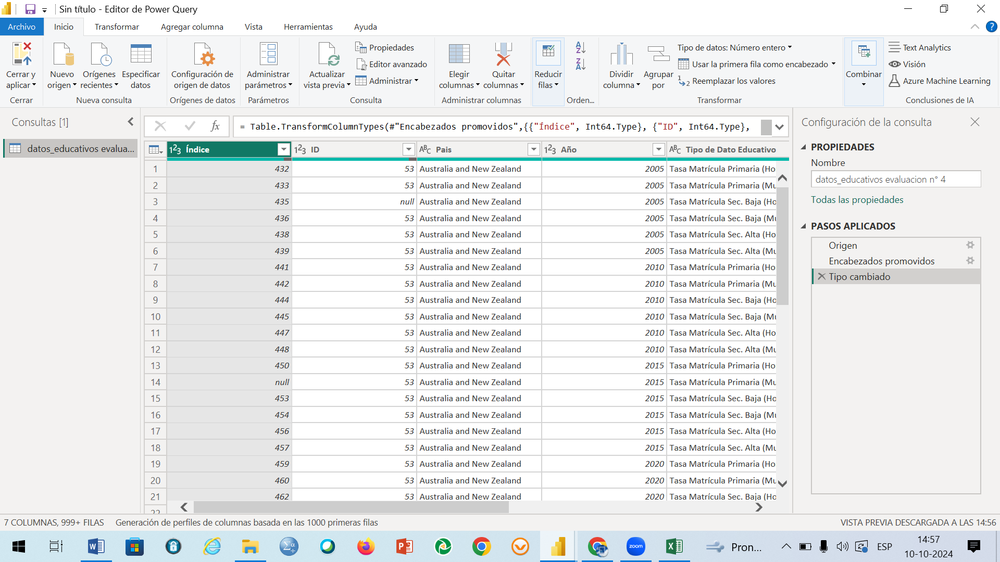 Sin título - Editor de Power Query
Archivo Inicio Transformar Agregar columna Vista Herramientas Ayuda
Cerrar y aplicar
Cerrar
Nuevo origen
Orígenes recientes
Especificar datos
Nueva consulta
Configuración de origen de datos
Orígenes de datos
Administrar parámetros
Parámetros
Actualizar vista previa
Propiedades
Editor avanzado
Administrar
Consulta
Elegir columnas
Quitar columnas
Administrar columnas
Reducir filas
A Z
Z A
Orden...
Dividir columna
Agrupar por
Tipo de datos: Número entero
Usar la primera fila como encabezado
1 2 Reemplazar los valores
Transformar
Combinar
Text Analytics
Visión
Azure Machine Learning
Conclusiones de IA
Consultas [1]
datos_educativos evalua...
fx = Table.TransformColumnTypes(#"Encabezados promovidos",{{"Índice", Int64.Type}, {"ID", Int64.Type},
123 Índice 123 ID ABC Pais 123 Año ABC Tipo de Dato Educativo
1 432 53 Australia and New Zealand 2005 Tasa Matrícula Primaria (Ho
2 433 53 Australia and New Zealand 2005 Tasa Matrícula Primaria (Mu
3 435 null Australia and New Zealand 2005 Tasa Matrícula Sec. Baja (Ho
4 436 53 Australia and New Zealand 2005 Tasa Matrícula Sec. Baja (Mu
5 438 53 Australia and New Zealand 2005 Tasa Matrícula Sec. Alta (Ho
6 439 53 Australia and New Zealand 2005 Tasa Matrícula Sec. Alta (Mu
7 441 53 Australia and New Zealand 2010 Tasa Matrícula Primaria (Ho
8 442 53 Australia and New Zealand 2010 Tasa Matrícula Primaria (Mu
9 444 53 Australia and New Zealand 2010 Tasa Matrícula Sec. Baja (Ho
10 445 53 Australia and New Zealand 2010 Tasa Matrícula Sec. Baja (Mu
11 447 53 Australia and New Zealand 2010 Tasa Matrícula Sec. Alta (Ho
12 448 53 Australia and New Zealand 2010 Tasa Matrícula Sec. Alta (Mu
13 450 53 Australia and New Zealand 2015 Tasa Matrícula Primaria (Ho
14 null 53 Australia and New Zealand 2015 Tasa Matrícula Primaria (Mu
15 453 53 Australia and New Zealand 2015 Tasa Matrícula Sec. Baja (Ho
16 454 53 Australia and New Zealand 2015 Tasa Matrícula Sec. Baja (Mu
17 456 53 Australia and New Zealand 2015 Tasa Matrícula Sec. Alta (Ho
18 457 53 Australia and New Zealand 2015 Tasa Matrícula Sec. Alta (Mu
19 459 53 Australia and New Zealand 2020 Tasa Matrícula Primaria (Ho
20 460 53 Australia and New Zealand 2020 Tasa Matrícula Primaria (Mu
21 462 53 Australia and New Zealand 2020 Tasa Matrícula Sec. Baja (Ho
22
Configuración de la consulta
PROPIEDADES
Nombre
datos_educativos evaluacion n° 4
Todas las propiedades
PASOS APLICADOS
Origen
Encabezados promovidos
Tipo cambiado
7 COLUMNAS, 999+ FILAS Generación de perfiles de columnas basada en las 1000 primeras filas VISTA PREVIA DESCARGADA A LAS 14:56
zoom
Pron...
ESP
14:57
10-10-2024